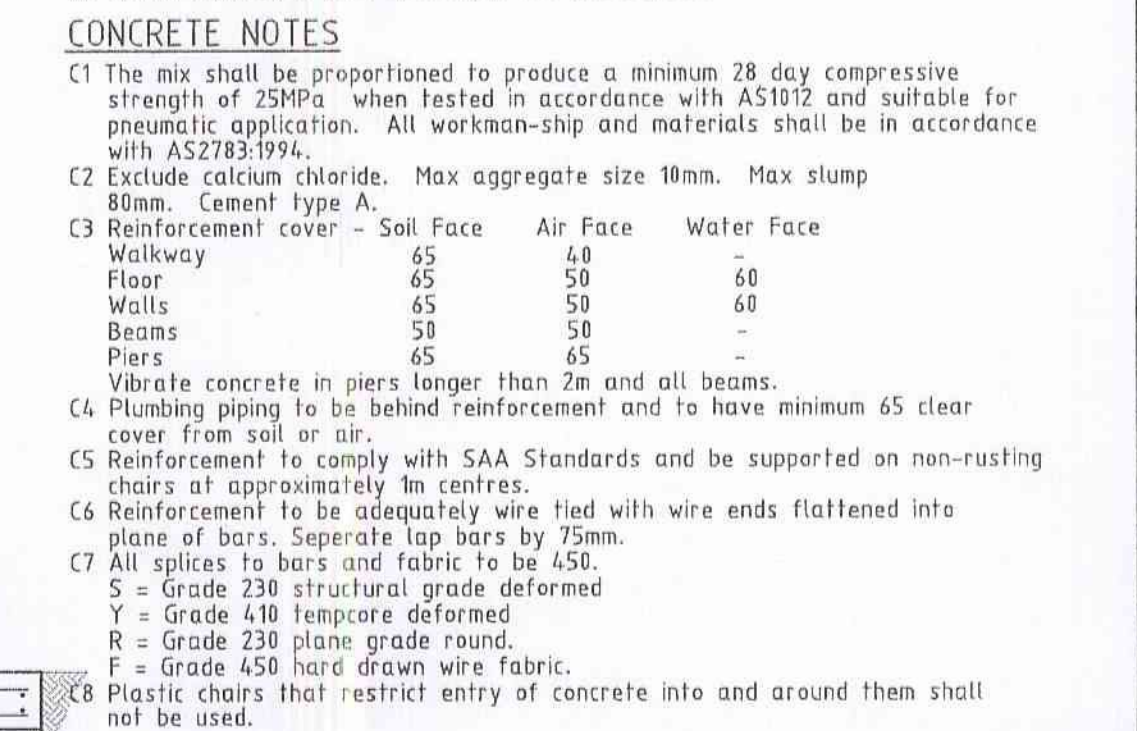 CONCRETE NOTES
C1 The mix shall be proportioned to produce a minimum 28 day compressive
strength of 25MPa when tested in accordance with AS1012 and suitable for
pneumatic application. All workman-ship and materials shall be in accordance
with AS2783:1994.
C2 Exclude calcium chloride. Max aggregate size 10mm. Max slump
80mm. Cement type A.
C3 Reinforcement cover - Soil Face Air Face Water Face
Walkway 65 40 -
Floor 65 50 60
Walls 65 50 60
Beams 50 50 -
Piers 65 65 -
Vibrate concrete in piers longer than 2m and all beams.
C4 Plumbing piping to be behind reinforcement and to have minimum 65 clear
cover from soil or air.
C5 Reinforcement to comply with SAA Standards and be supported on non-rusting
chairs at approximately 1m centres.
C6 Reinforcement to be adequately wire tied with wire ends flattened into
plane of bars. Seperate lap bars by 75mm.
C7 All splices to bars and fabric to be 450.
S = Grade 230 structural grade deformed
Y = Grade 410 tempcore deformed
R = Grade 230 plane grade round.
F = Grade 450 hard drawn wire fabric.
C8 Plastic chairs that restrict entry of concrete into and around them shall
not be used.